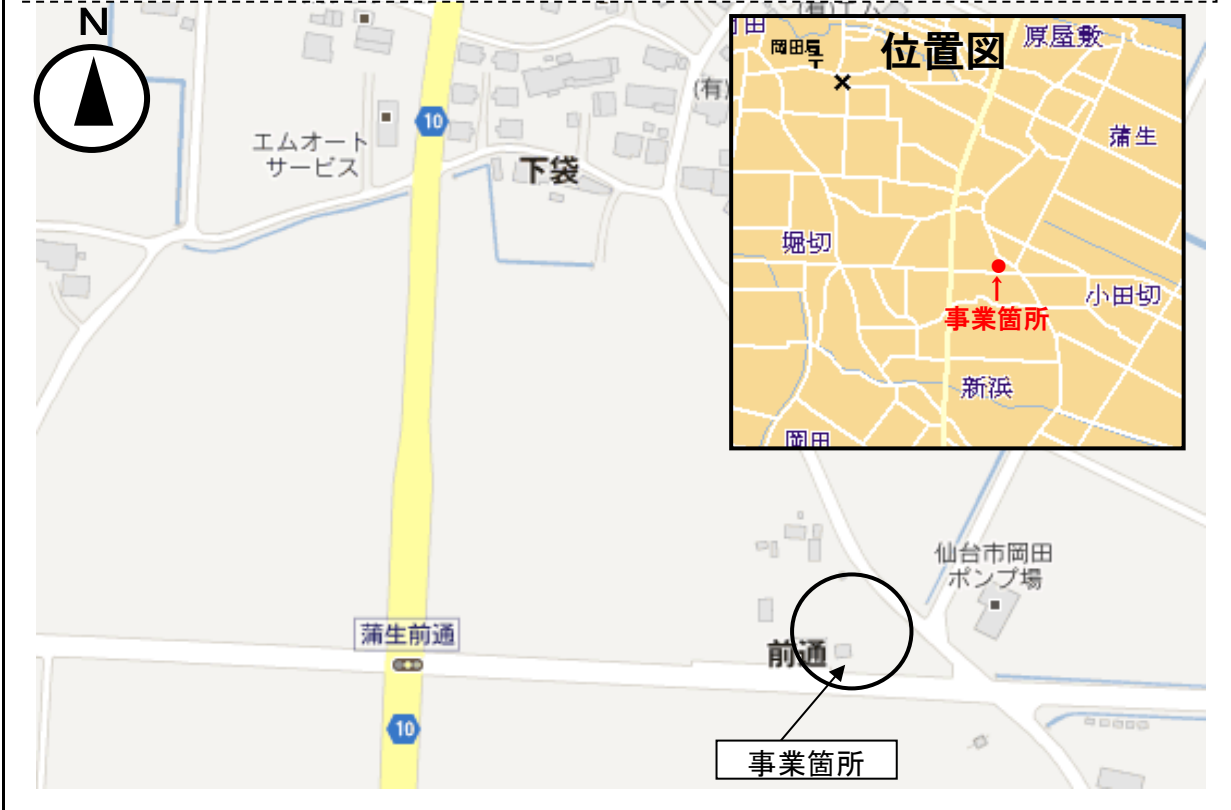 N
10
エムオート
サービス
下袋
(有)
位置図
原屋敷
岡田
蒲生
堀切
小田切
事業箇所
新浜
岡田
仙台市岡田
ポンプ場
蒲生前通
前通
10
事業箇所